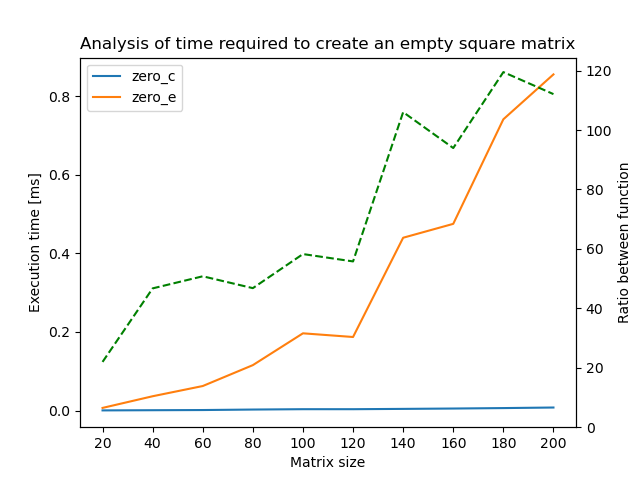 Analysis of time required to create an empty square matrix
zero_c
zero_e
Execution time [ms]
0.8
0.6
0.4
0.2
0.0
120
100
80
60
40
20
0
Ratio between function
20 40 60 80 100 120 140 160 180 200
Matrix size